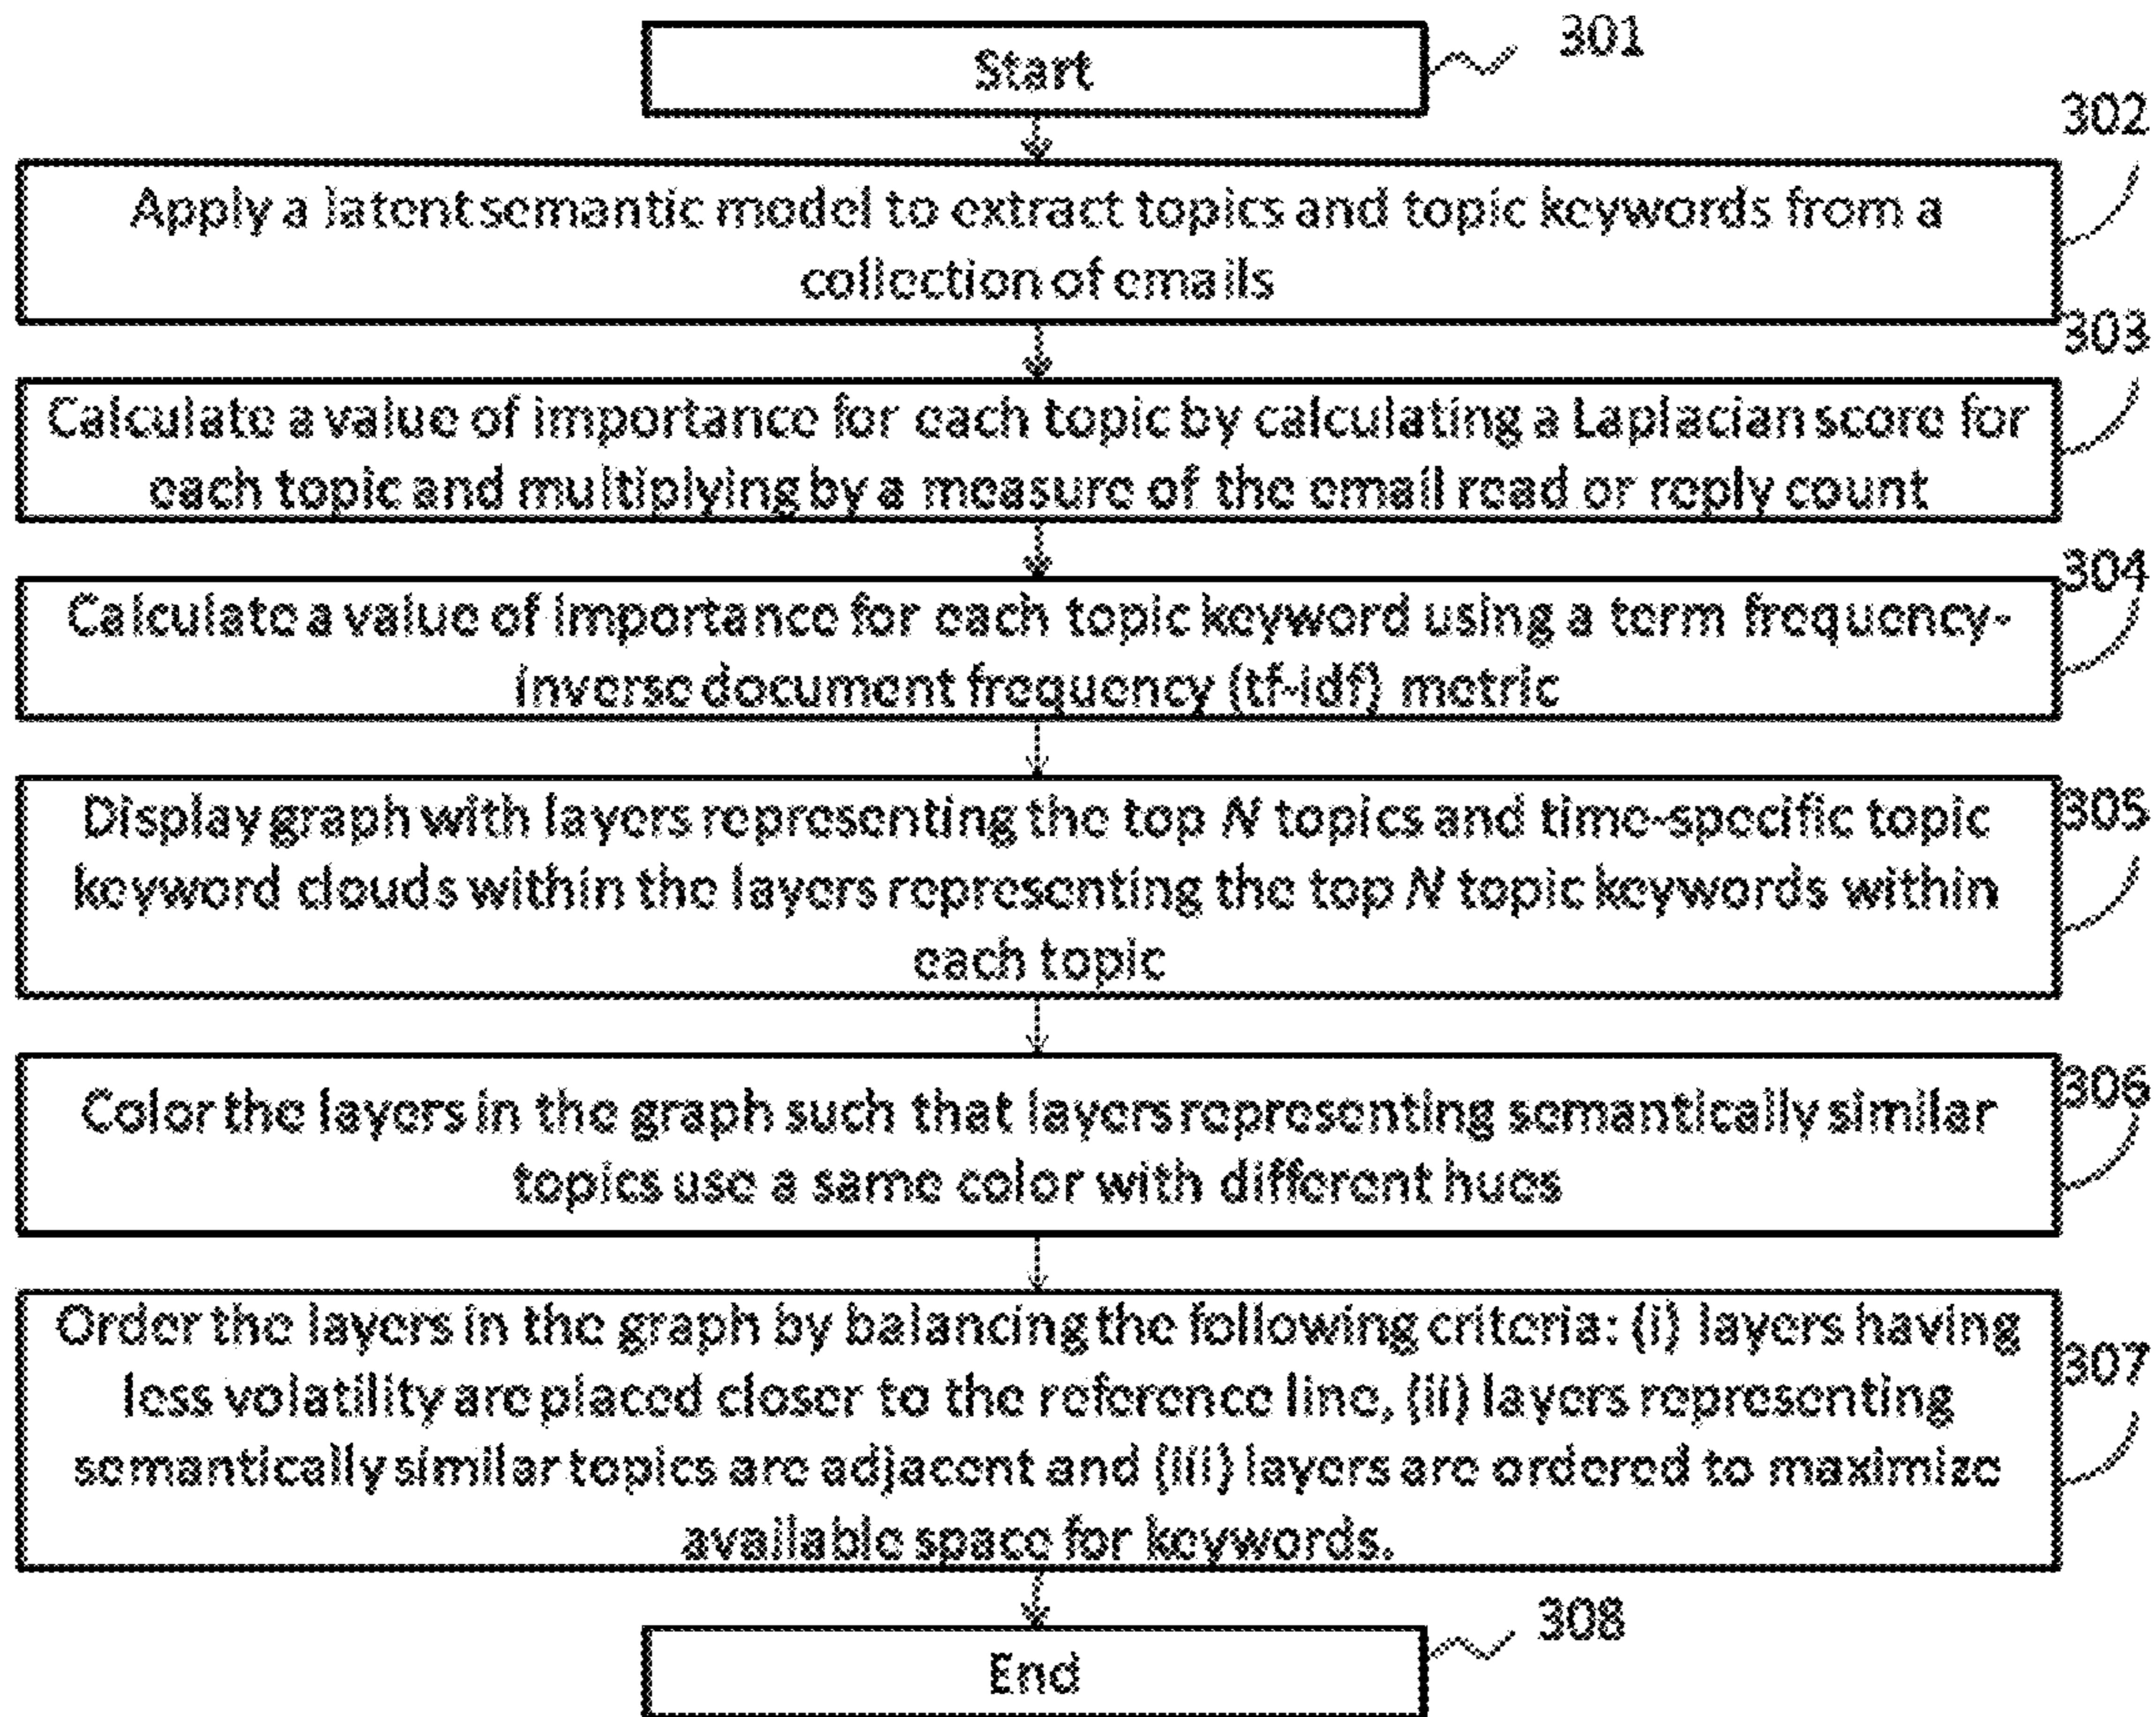 Start
301
302
Apply a latent semantic model to extract topics and topic keywords from a
collection of emails
303
Calculate a value of importance for each topic by calculating a Laplacian score for
each topic and multiplying by a measure of the email read or reply count
304
Calculate a value of importance for each topic keyword using a term frequency-
inverse document frequency (tf-idf) metric
305
Display graph with layers representing the top N topics and time-specific topic
keyword clouds within the layers representing the top N topic keywords within
each topic
306
Color the layers in the graph such that layers representing semantically similar
topics use a same color with different hues
307
Order the layers in the graph by balancing the following criteria: (i) layers having
less volatility are placed closer to the reference line, (ii) layers representing
semantically similar topics are adjacent and (iii) layers are ordered to maximize
available space for keywords.
308
End